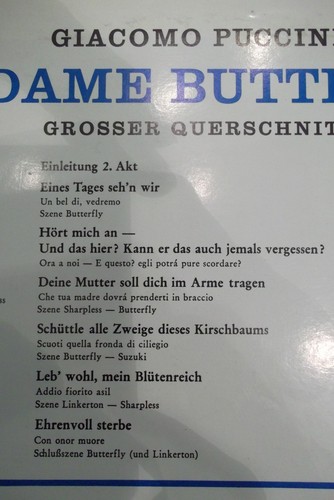 GIACOMO PUCCINI
DAME BUTT
GROSSER QUERSCHNIT
Einleitung 2. Akt
Eines Tages seh'n wir
Un bel di, vedremo
Szene Butterfly
Hört mich an —
Und das hier? Kann er das auch jemals vergessen?
Ora a noi — E questo? egli potrá pure scordare?
Deine Mutter soll dich im Arme tragen
Che tua madre dovrá prenderti in braccio
Szene Sharpless — Butterfly
Schüttle alle Zweige dieses Kirschbaums
Scuoti quella fronda di ciliegio
Szene Butterfly — Suzuki
Leb' wohl, mein Blütenreich
Addio fiorito asil
Szene Linkerton — Sharpless
Ehrenvoll sterbe
Con onor muore
Schlußszene Butterfly (und Linkerton)